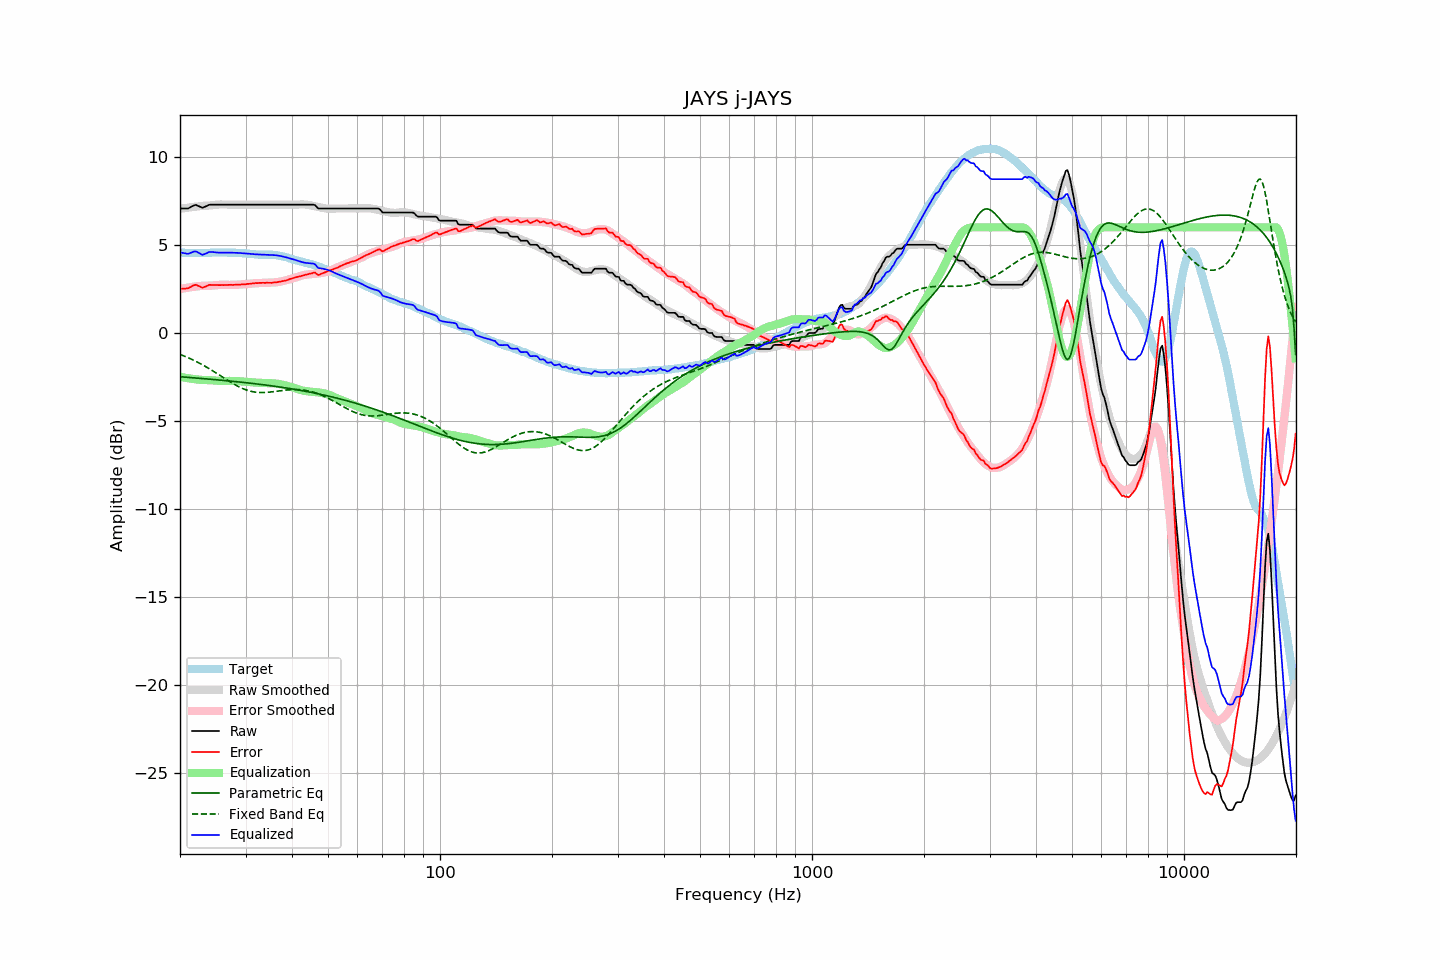 JAYS j-JAYS
Amplitude (dBr)
10
5
0
−5
−10
−15
−20
−25
Target
Raw Smoothed
Error Smoothed
Raw
Error
Equalization
Parametric Eq
Fixed Band Eq
Equalized
100
1000
10000
Frequency (Hz)